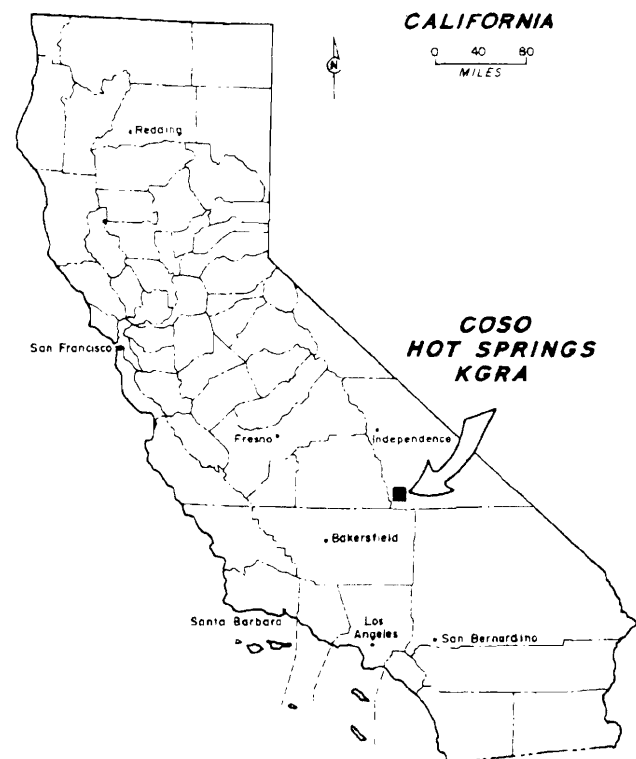 CALIFORNIA
N
0 40 80
MILES
Redding
COSO
HOT SPRINGS
KGRA
San Francisco
Fresno
Independence
Bakersfield
Santa Barbara
Los
Angeles
San Bernardino